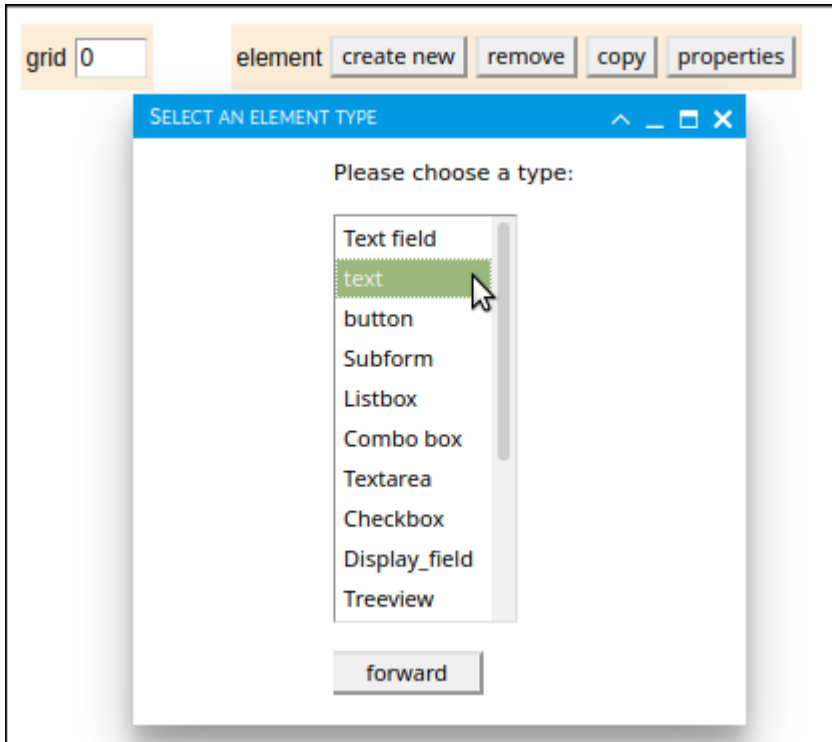 grid 0 element create new remove copy properties
SELECT AN ELEMENT TYPE
Please choose a type:
Text field
text
button
Subform
Listbox
Combo box
Textarea
Checkbox
Display_field
Treeview
forward